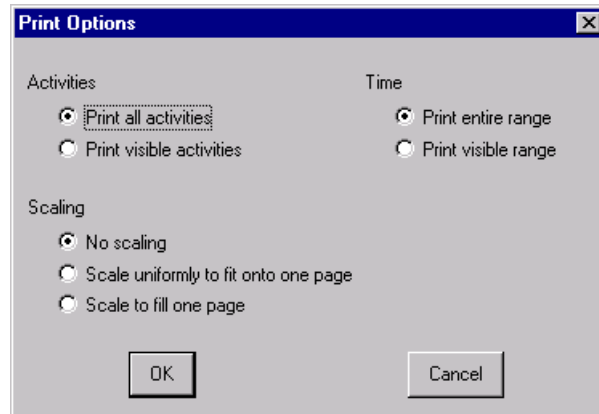 Print Options
Activities
Time
Print all activities
Print entire range
Print visible activities
Print visible range
Scaling
No scaling
Scale uniformly to fit onto one page
Scale to fill one page
OK
Cancel